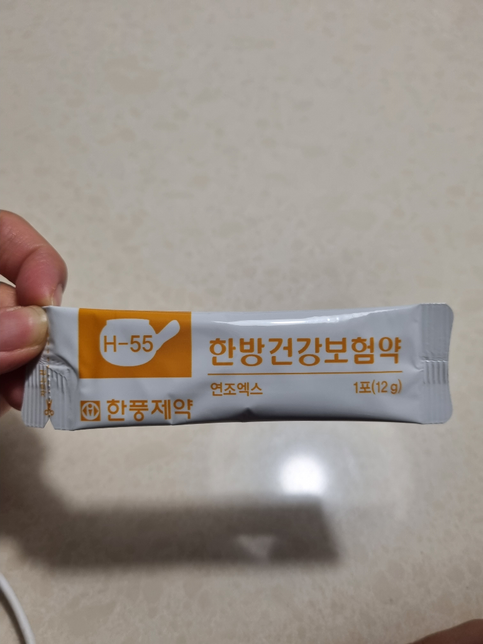 H-55
한방건강보험약
연조엑스 1포(12g)
한풍제약